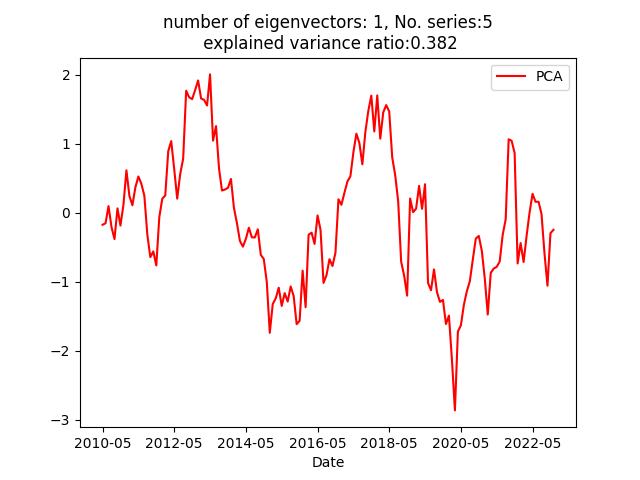 number of eigenvectors: 1, No. series:5
explained variance ratio:0.382
PCA
2
1
0
−1
−2
−3
2010-05 2012-05 2014-05 2016-05 2018-05 2020-05 2022-05
Date